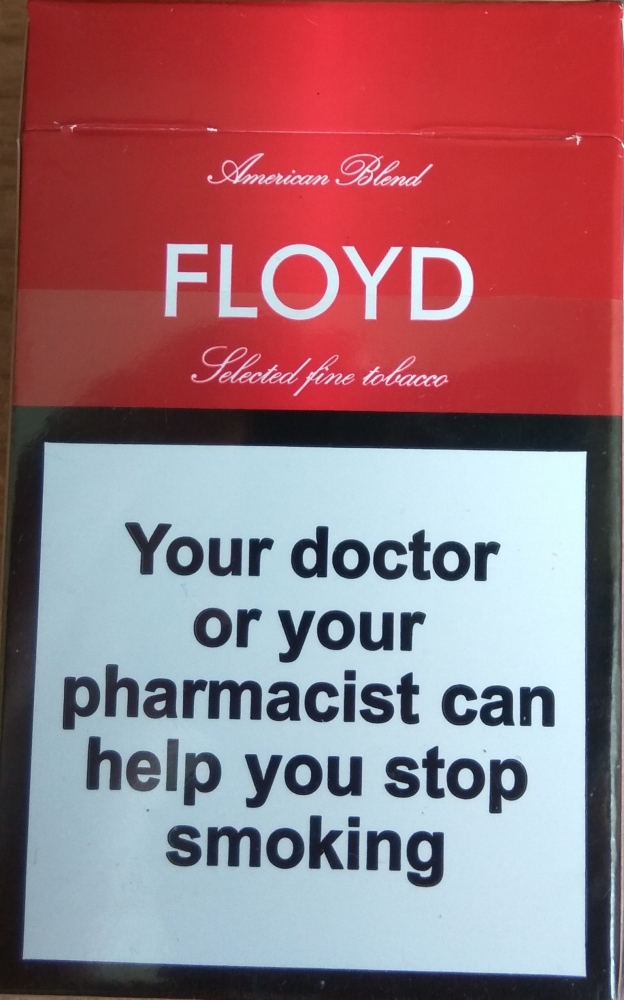 American Blend
FLOYD
Selected fine tobacco
Your doctor
or your
pharmacist can
help you stop
smoking